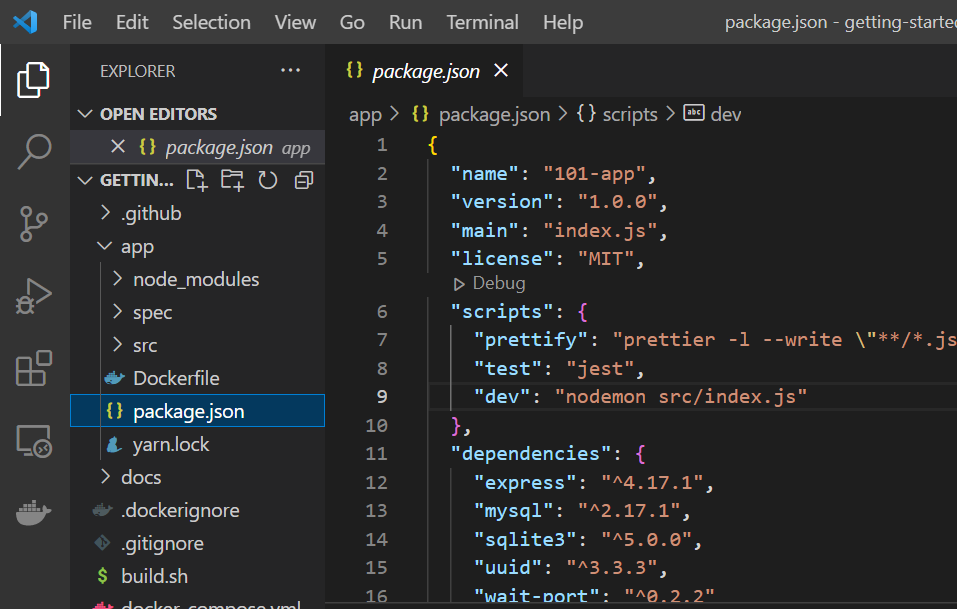 File Edit Selection View Go Run Terminal Help package.json - getting-started
EXPLORER
OPEN EDITORS
package.json app
GETTIN...
.github
app
node_modules
spec
src
Dockerfile
package.json
yarn.lock
docs
.dockerignore
.gitignore
build.sh
docker-compose.yml
package.json
app > {} package.json > {} scripts > abc dev
1 {
2 "name": "101-app",
3 "version": "1.0.0",
4 "main": "index.js",
5 "license": "MIT",
Debug
6 "scripts": {
7 "prettify": "prettier -l --write \"**/*.js
8 "test": "jest",
9 "dev": "nodemon src/index.js"
10 },
11 "dependencies": {
12 "express": "^4.17.1",
13 "mysql": "^2.17.1",
14 "sqlite3": "^5.0.0",
15 "uuid": "^3.3.3",
16 "wait-port": "^0.2.2"